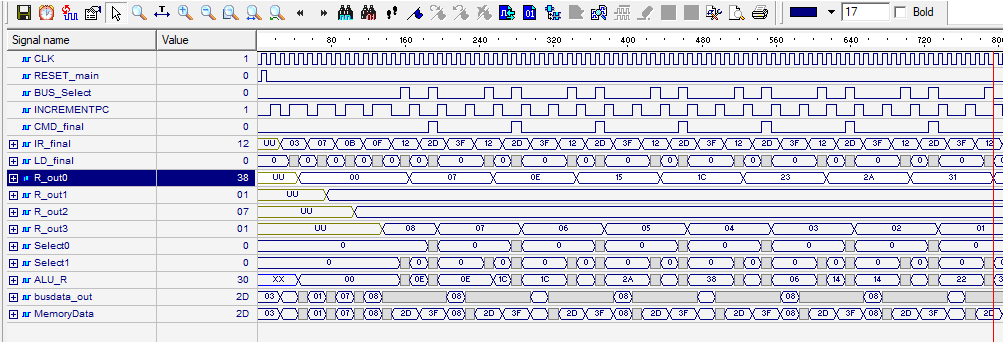 17 Bold
Signal name Value 80 160 240 320 400 480 560 640 720 800
CLK 1
RESET_main 0
BUS_Select 0
INCREMENTPC 1
CMD_final 0
IR_final 12 UU 03 07 0B 0F 12 2D 3F 12 2D 3F 12 2D 3F 12 2D 3F 12 2D 3F 12 2D 3F 12 2D 3F 12
LD_final 0 0 0 0 0 0 0 0 0 0 0 0 0 0 0 0 0 0 0 0
R_out0 38 UU 00 07 0E 15 1C 23 2A 31
R_out1 01 UU
R_out2 07 UU
R_out3 01 UU 08 07 06 05 04 03 02 01
Select0 0 0 0 0 0 0 0 0 0
Select1 0 0 0 0 0 0 0 0 0 0 0 0 0 0 0 0
ALU_R 30 XX 00 0E 0E 1C 1C 2A 38 06 14 14 22
busdata_out 2D 03 01 07 08 08 08 08 08
MemoryData 2D 03 01 07 08 2D 3F 08 2D 3F 2D 3F 08 2D 3F 2D 3F 08 2D 3F 08 2D 3F 2D